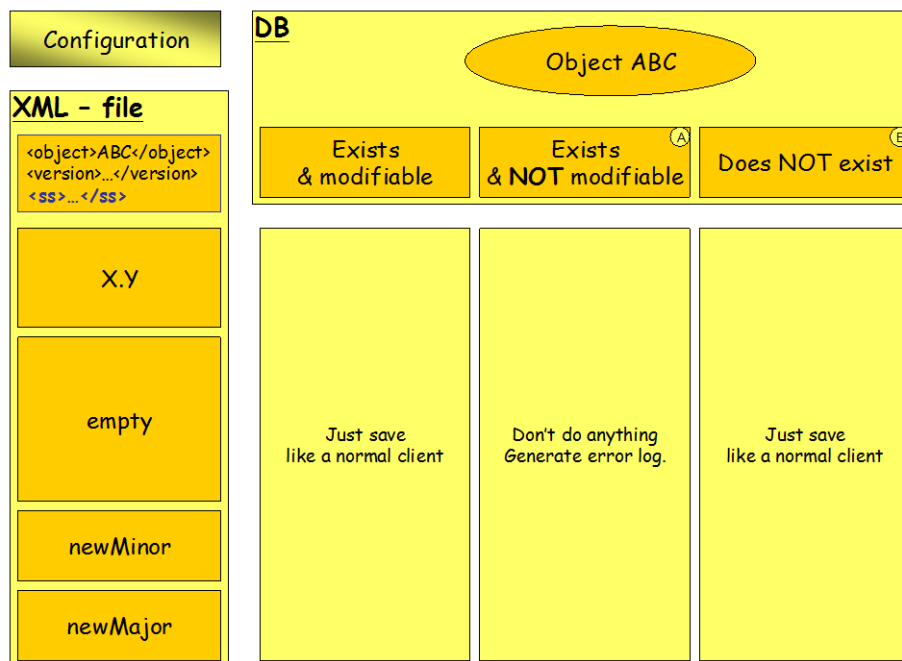 Configuration
DB
Object ABC
XML - file
<object>ABC</object>
<version>...</version>
<ss>...</ss>
Exists
& modifiable
Exists
& NOT modifiable
A
Does NOT exist
X.Y
empty
newMinor
newMajor
Just save
like a normal client
Don't do anything
Generate error log.
Just save
like a normal client